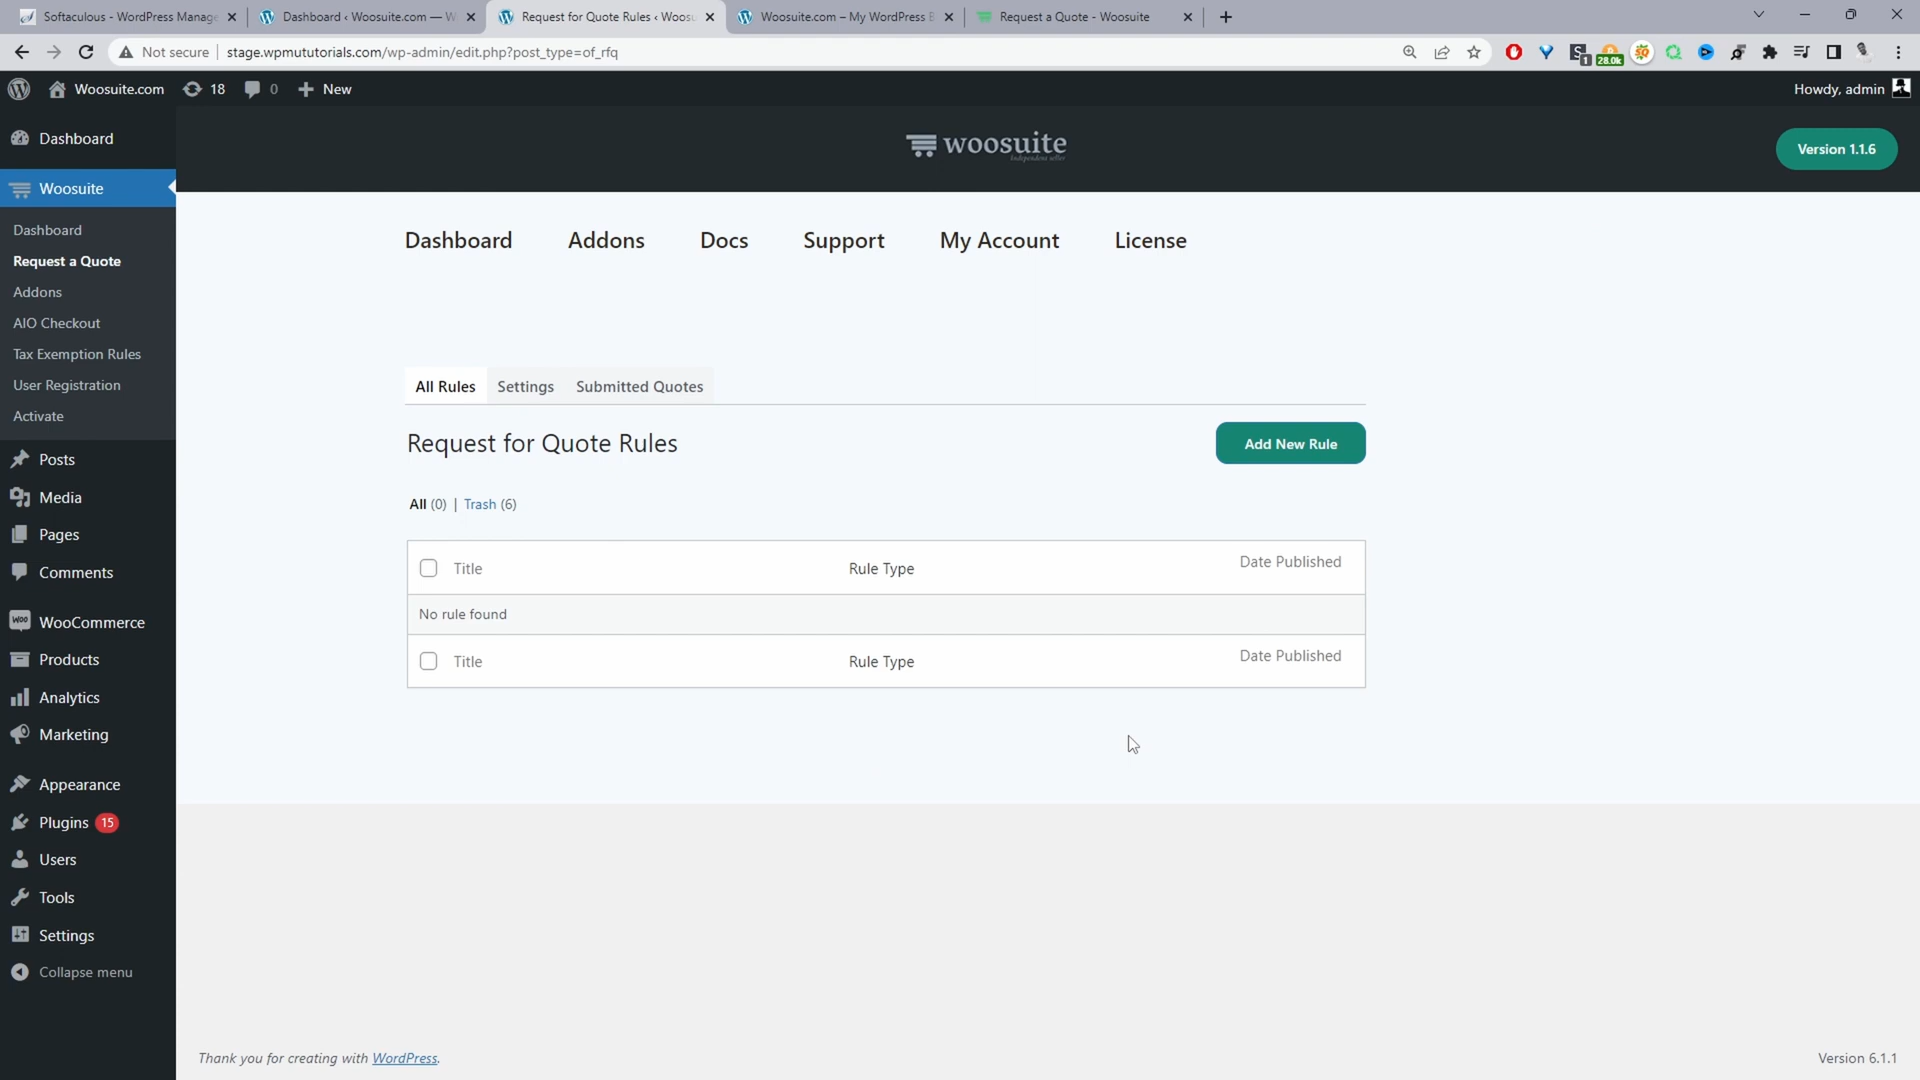 Softaculous - WordPress Manage
Dashboard ‹ Woosuite.com — W
Request for Quote Rules ‹ Woosu
Woosuite.com – My WordPress B
Request a Quote - Woosuite
Not secure
stage.wpmututorials.com/wp-admin/edit.php?post_type=of_rfq
1
28.0k
Woosuite.com
18
0
New
Howdy, admin
Dashboard
Woosuite
Dashboard
Request a Quote
Addons
AIO Checkout
Tax Exemption Rules
User Registration
Activate
Posts
Media
Pages
Comments
WooCommerce
Products
Analytics
Marketing
Appearance
Plugins 15
Users
Tools
Settings
Collapse menu
woosuite
Independent seller
Version 1.1.6
Dashboard Addons Docs Support My Account License
All Rules Settings Submitted Quotes
Request for Quote Rules
Add New Rule
All (0) | Trash (6)
Title Rule Type Date Published
No rule found
Title Rule Type Date Published
Thank you for creating with WordPress.
Version 6.1.1